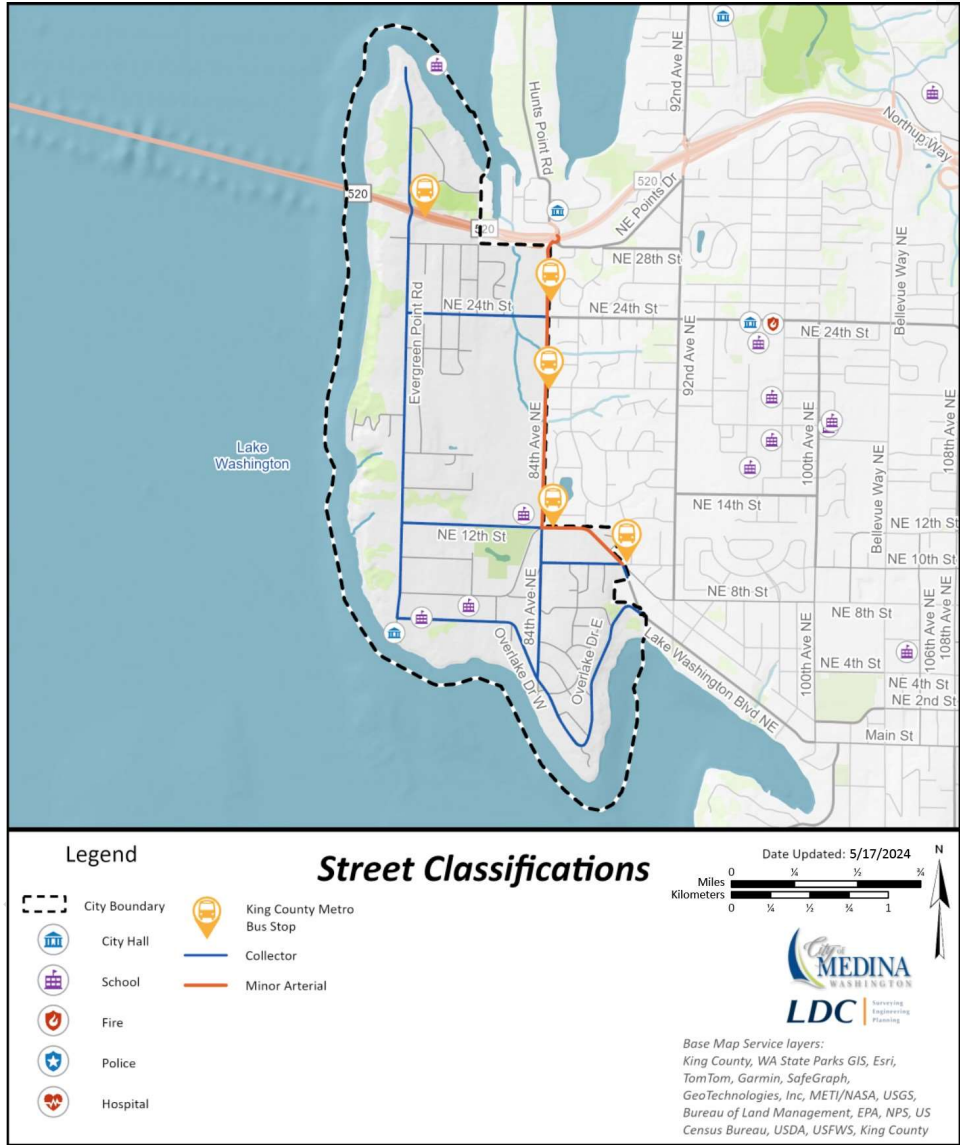 92nd Ave NE
Hunts Point Rd
Northup Way
520
520
NE Points Dr
520
NE 28th St
Bellevue Way NE
Evergreen Point Rd
NE 24th St
NE 24th St
NE 24th St
92nd Ave NE
84th Ave NE
100th Ave NE
108th Ave NE
Lake
Washington
Bellevue Way NE
NE 14th St
NE 12th St
NE 12th St
NE 10th St
NE 8th St
NE 8th St
84th Ave NE
Overlake Dr W
Overlake Dr E
Lake Washington Blvd NE
100th Ave NE
106th Ave NE
108th Ave NE
NE 4th St
NE 4th St
NE 2nd St
Main St
Legend
City Boundary
City Hall
School
Fire
Police
Hospital
King County Metro
Bus Stop
Collector
Minor Arterial
Street Classifications
Date Updated: 5/17/2024
N
0 ¼ ½ ¾
Miles
Kilometers
0 ¼ ½ ¾ 1
City of
MEDINA
WASHINGTON
LDC
Surveying
Engineering
Planning
Base Map Service layers:
King County, WA State Parks GIS, Esri,
TomTom, Garmin, SafeGraph,
GeoTechnologies, Inc, METI/NASA, USGS,
Bureau of Land Management, EPA, NPS, US
Census Bureau, USDA, USFWS, King County